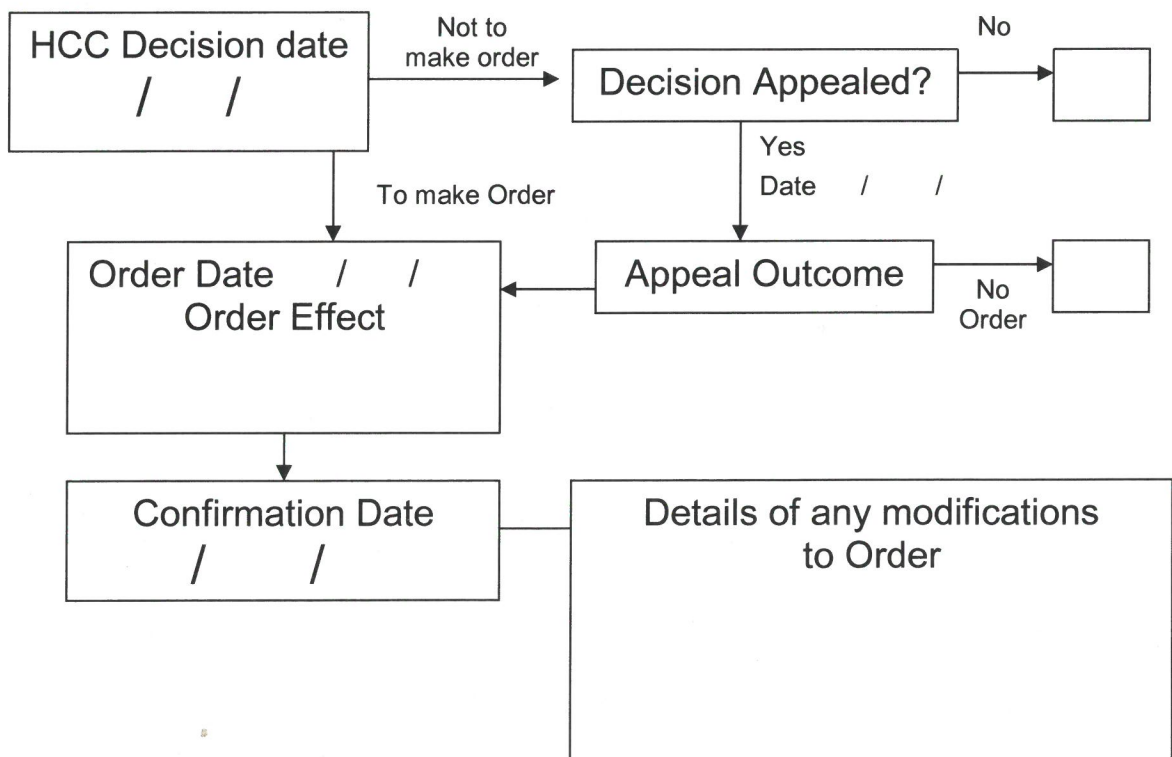 HCC Decision date
/ /
Not to
make order
Decision Appealed?
No
Yes
Date / /
To make Order
Order Date / /
Order Effect
Appeal Outcome
No
Order
Confirmation Date
/ /
Details of any modifications
to Order